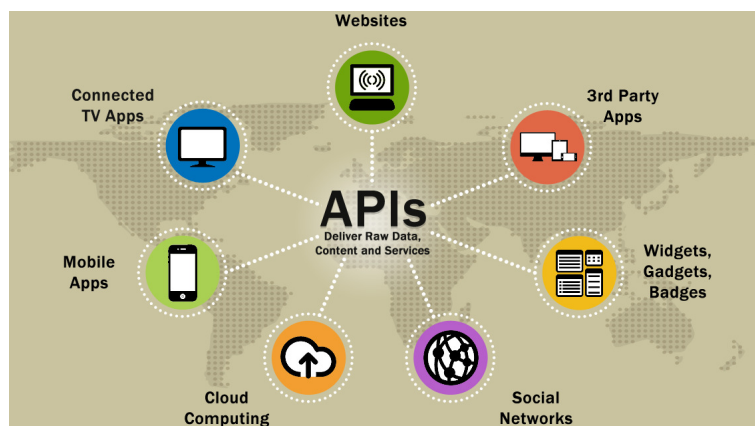 Websites
Connected
TV Apps
3rd Party
Apps
APIs
Deliver Raw Data,
Content and Services
Mobile
Apps
Widgets,
Gadgets,
Badges
Cloud
Computing
Social
Networks